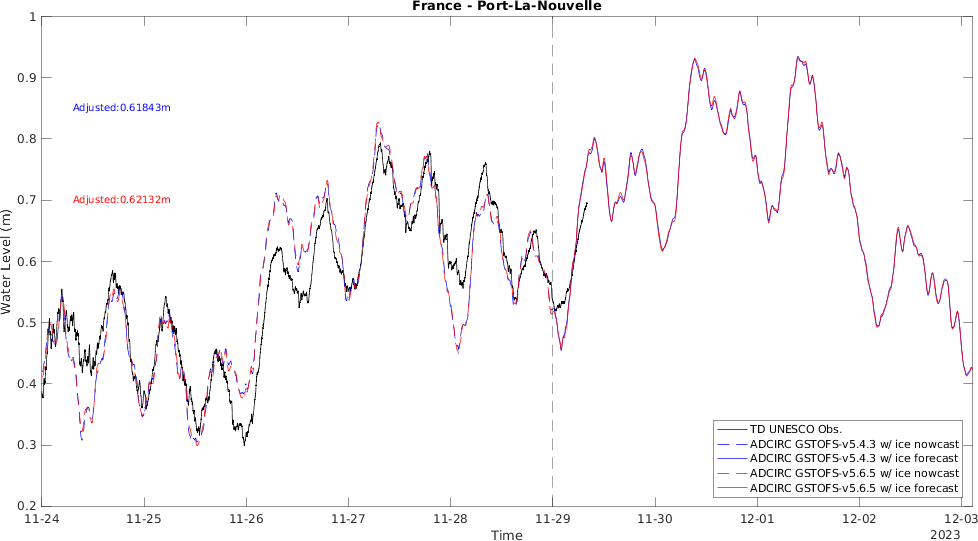 France - Port-La-Nouvelle
1
0.9
0.8
0.7
0.6
0.5
0.4
0.3
0.2
Water Level (m)
Adjusted:0.61843m
Adjusted:0.62132m
TD UNESCO Obs.
ADCIRC GSTOFS-v5.4.3 w/ ice nowcast
ADCIRC GSTOFS-v5.4.3 w/ ice forecast
ADCIRC GSTOFS-v5.6.5 w/ ice nowcast
ADCIRC GSTOFS-v5.6.5 w/ ice forecast
11-24 11-25 11-26 11-27 11-28 11-29 11-30 12-01 12-02 12-03
2023
Time